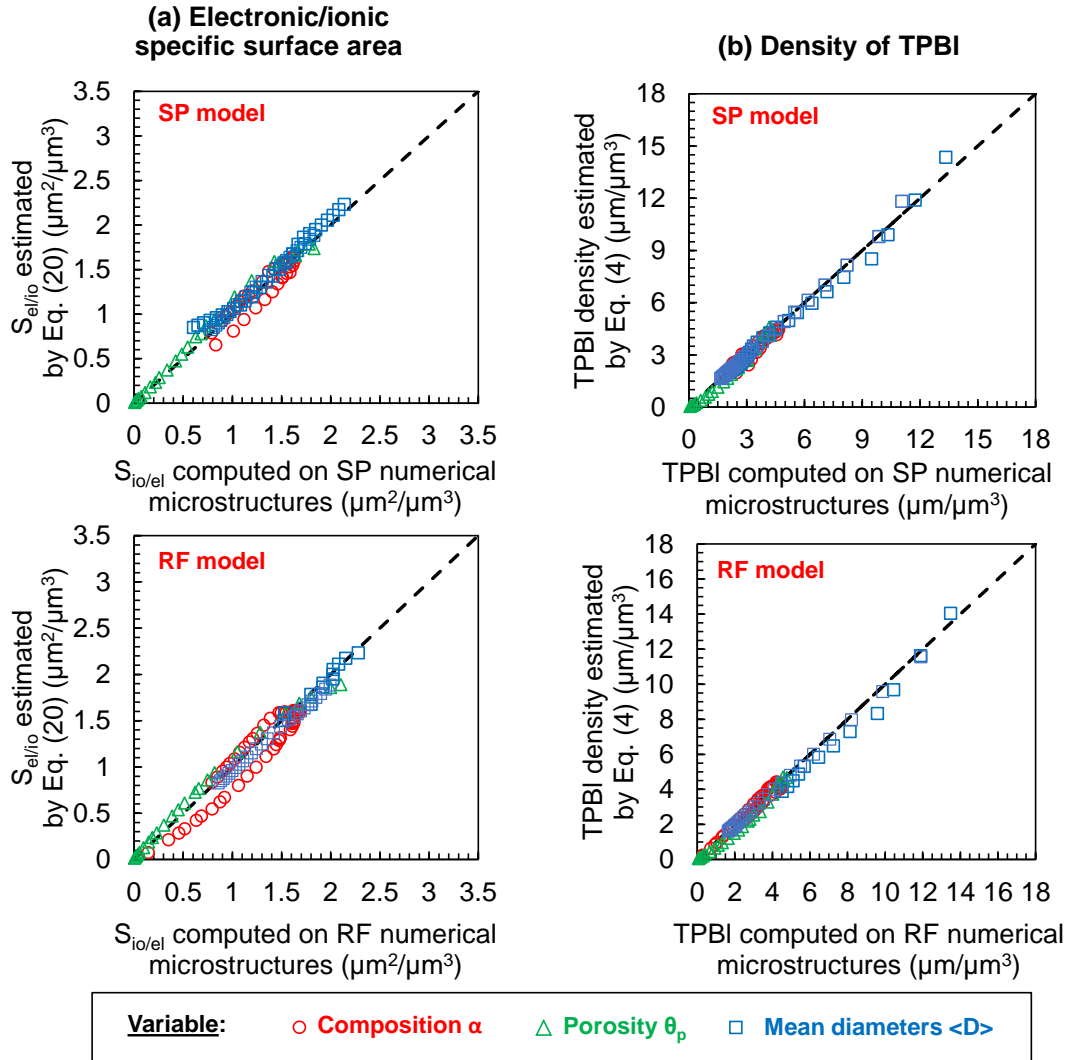 (a) Electronic/ionic
specific surface area
(b) Density of TPBl
SP model
3.5
3
2.5
2
1.5
1
0.5
0
0 0.5 1 1.5 2 2.5 3 3.5
S_el/io estimated
by Eq. (20) (µm²/µm³)
S_io/el computed on SP numerical
microstructures (µm²/µm³)
SP model
18
15
12
9
6
3
0
0 3 6 9 12 15 18
TPBl density estimated
by Eq. (4) (µm/µm³)
TPBl computed on SP numerical
microstructures (µm/µm³)
RF model
3.5
3
2.5
2
1.5
1
0.5
0
0 0.5 1 1.5 2 2.5 3 3.5
S_el/io estimated
by Eq. (20) (µm²/µm³)
S_io/el computed on RF numerical
microstructures (µm²/µm³)
RF model
18
16
14
12
10
8
6
4
2
0
0 2 4 6 8 10 12 14 16 18
TPBl density estimated
by Eq. (4) (µm/µm³)
TPBl computed on RF numerical
microstructures (µm/µm³)
Variable: Composition α Porosity θ_p Mean diameters <D>